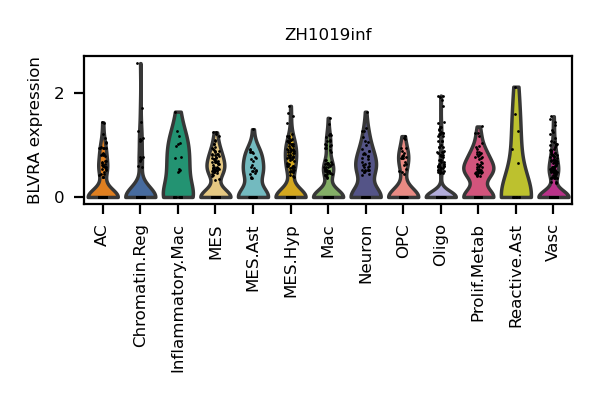 ZH1019inf
BLVRA expression
2
0
AC
Chromatin.Reg
Inflammatory.Mac
MES
MES.Ast
MES.Hyp
Mac
Neuron
OPC
Oligo
Prolif.Metab
Reactive.Ast
Vasc